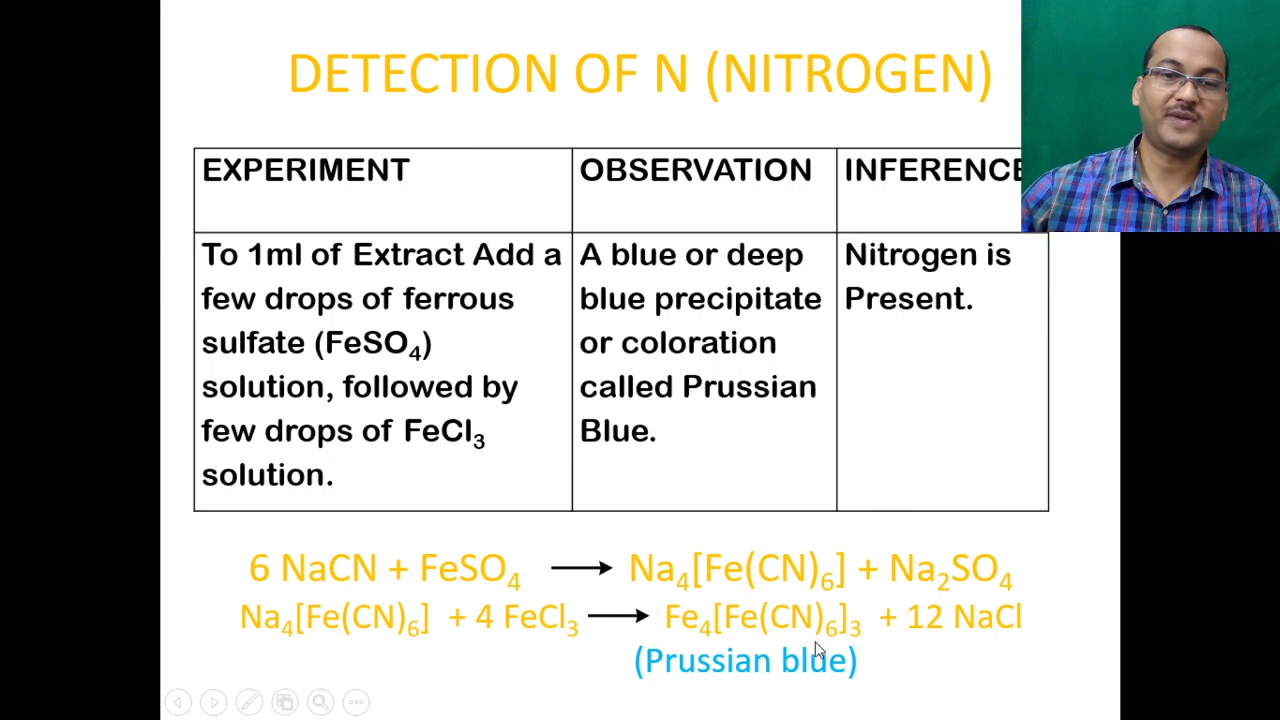 DETECTION OF N (NITROGEN)
EXPERIMENT
OBSERVATION
INFERENCE
To 1ml of Extract Add a
few drops of ferrous
sulfate (FeSO₄)
solution, followed by
few drops of FeCl₃
solution.
A blue or deep
blue precipitate
or coloration
called Prussian
Blue.
Nitrogen is
Present.
6 NaCN + FeSO₄ → Na₄[Fe(CN)₆] + Na₂SO₄
Na₄[Fe(CN)₆] + 4 FeCl₃ → Fe₄[Fe(CN)₆]₃ + 12 NaCl
(Prussian blue)